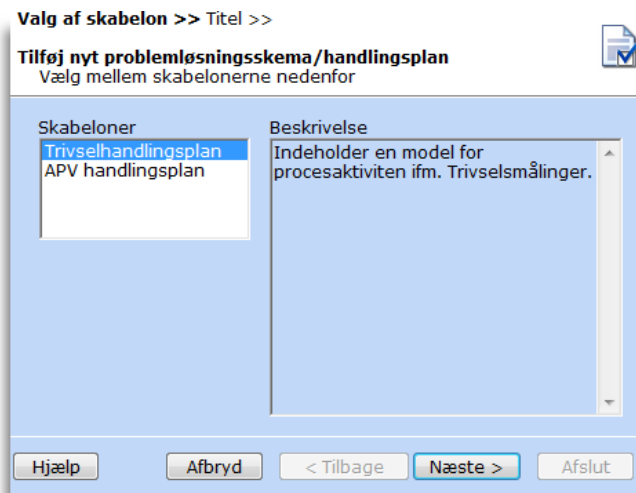 Valg af skabelon >> Titel >>
Tilføj nyt problemløsningsskema/handlingsplan
Vælg mellem skabelonerne nedenfor
Skabeloner
Trivselhandlingsplan
APV handlingsplan
Beskrivelse
Indeholder en model for
procesaktiviten ifm. Trivselsmålinger.
Hjælp
Afbryd
< Tilbage
Næste >
Afslut